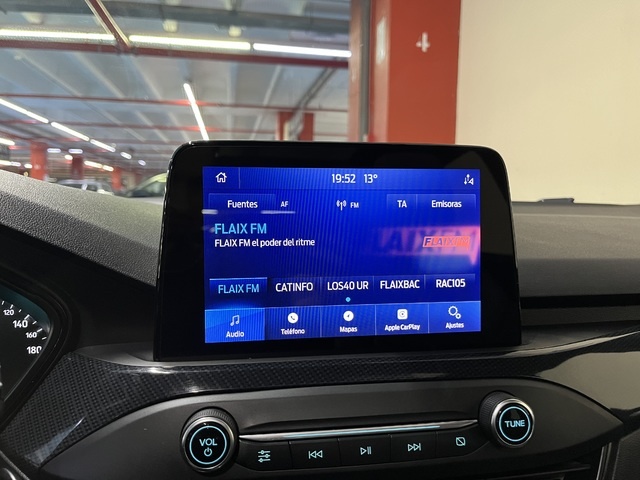 4
19:52 13°
Fuentes AF FM TA Emisoras
FLAIX FM
FLAIX FM el poder del ritme
FLAIX FM CATINFO LOS40 UR FLAIXBAC RAC105
Audio Teléfono Mapas Apple CarPlay Ajustes
120
140
160
180
VOL
TUNE